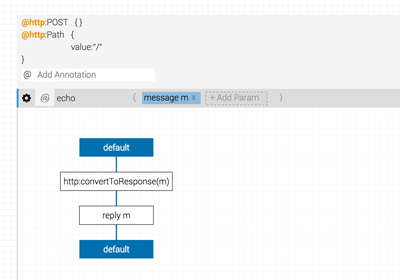 @http:POST {}
@http:Path {
value:"/"
}
@ Add Annotation
@ echo ( message m x + Add Param )
default
http:convertToResponse(m)
reply m
default